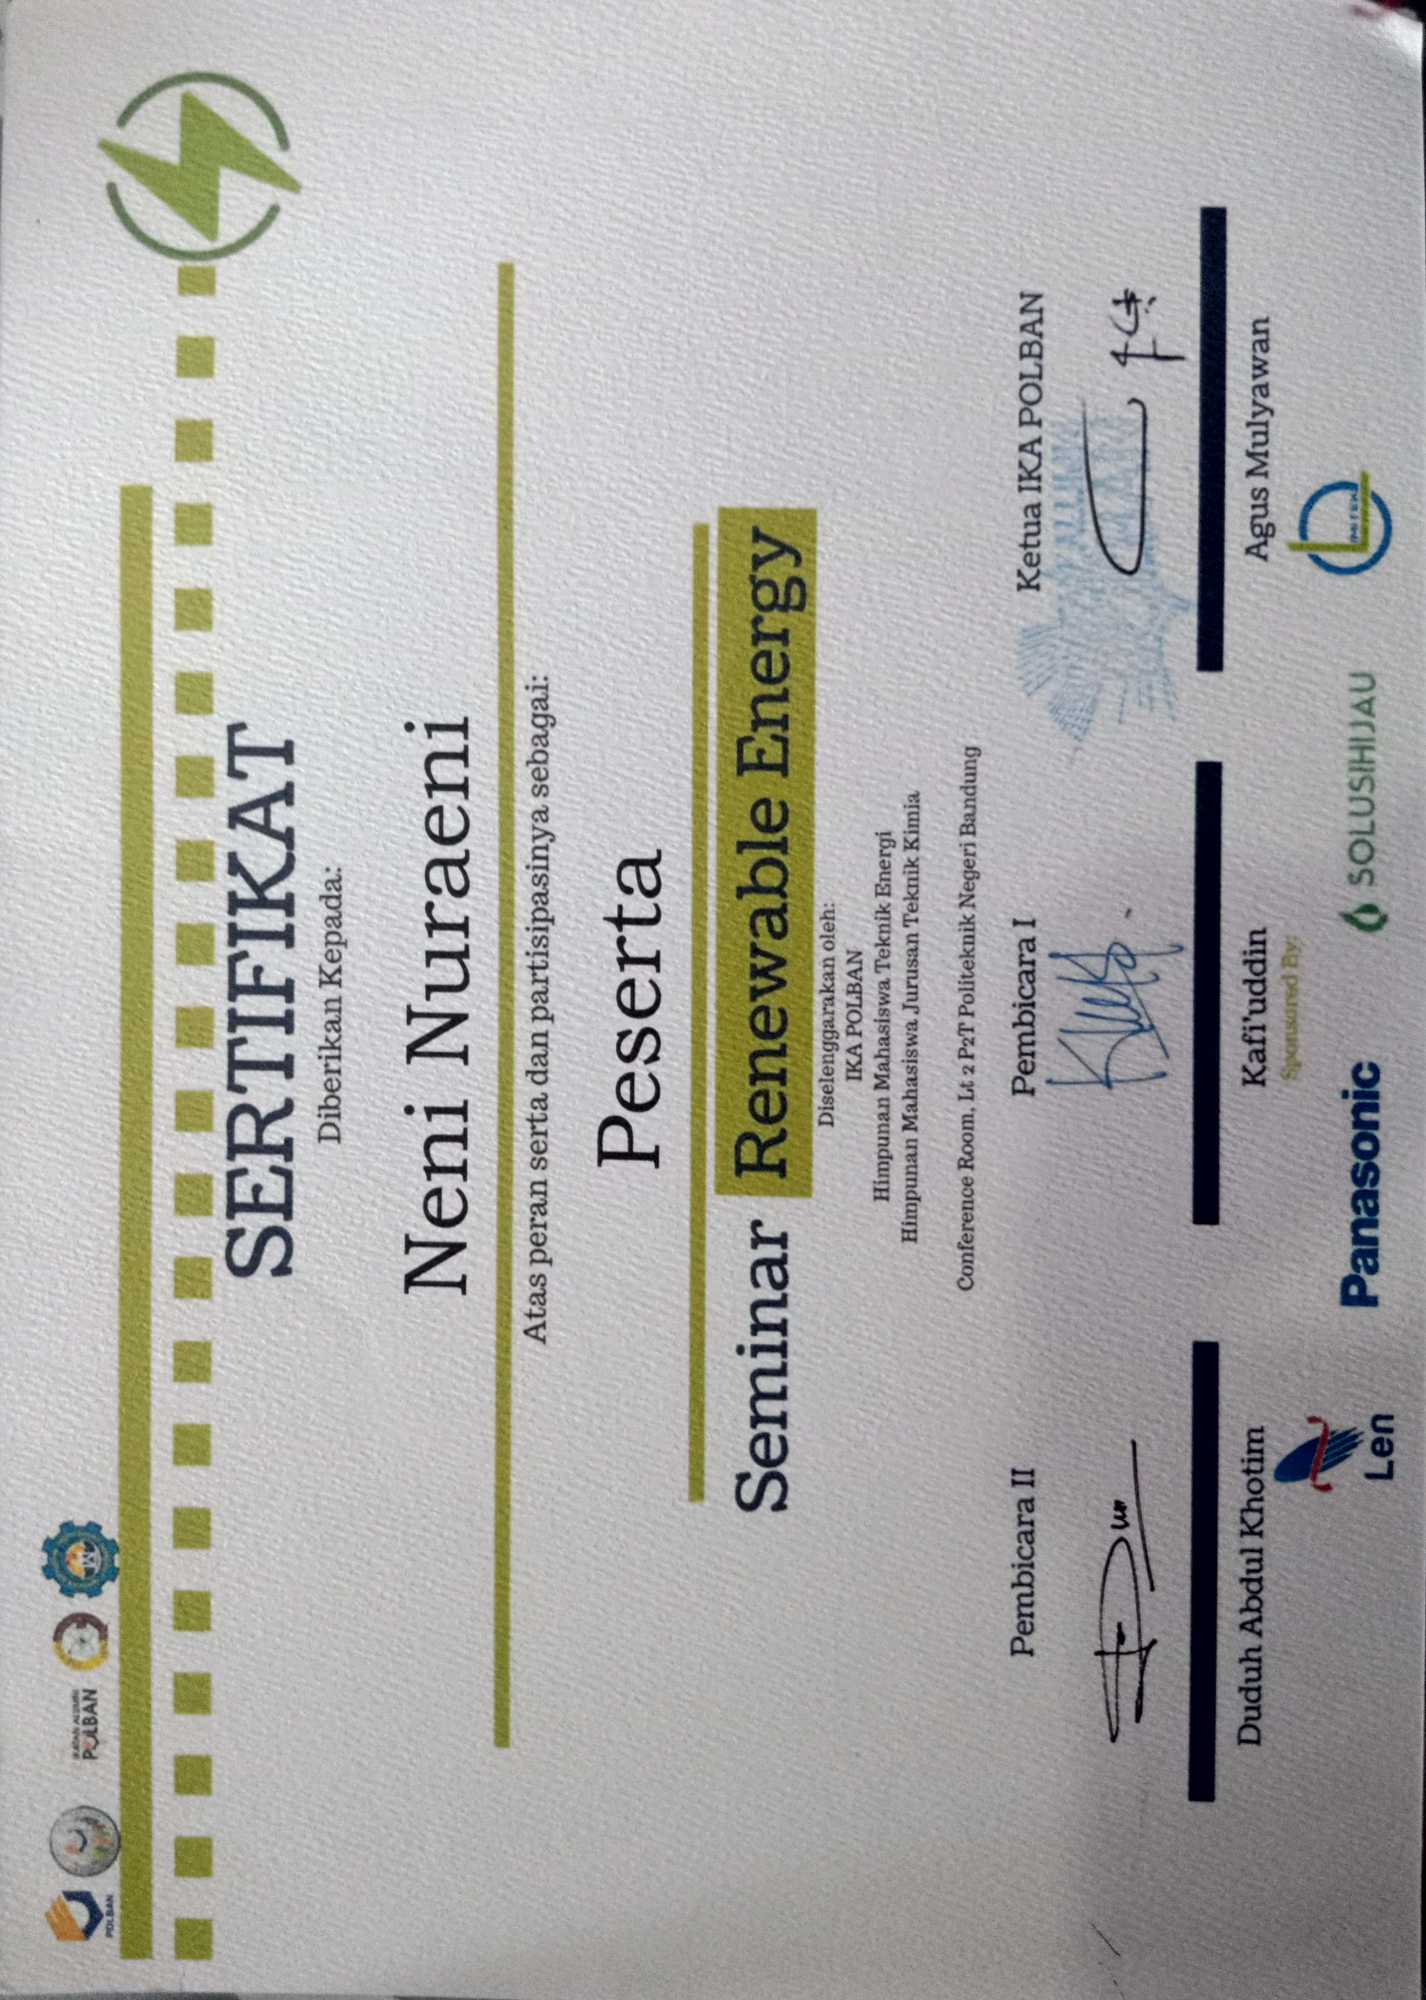 POLBAN
IKATAN ALUMNI
POLBAN
SERTIFIKAT
Diberikan Kepada:
Neni Nuraeni
Atas peran serta dan partisipasinya sebagai:
Peserta
Seminar Renewable Energy
Diselenggarakan oleh:
IKA POLBAN
Himpunan Mahasiswa Teknik Energi
Himpunan Mahasiswa Jurusan Teknik Kimia
Conference Room, Lt 2 P2T Politeknik Negeri Bandung
Pembicara II Pembicara I Ketua IKA POLBAN
Duduh Abdul Khotim Kafi'uddin Agus Mulyawan
Sponsored By:
Len Panasonic SOLUSIHIJAU